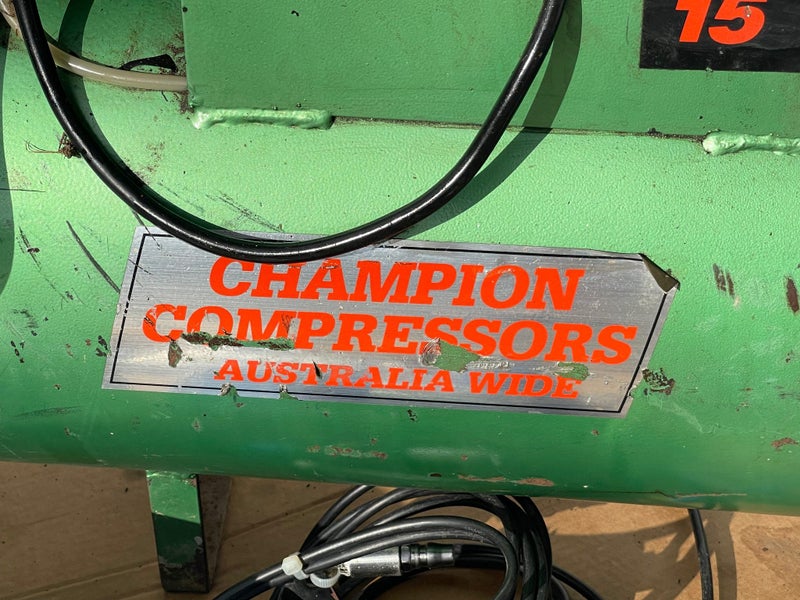 15
CHAMPION
COMPRESSORS
AUSTRALIA WIDE